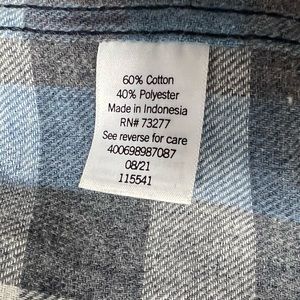 60% Cotton
40% Polyester
Made in Indonesia
RN# 73277
See reverse for care
400698987087
08/21
115541